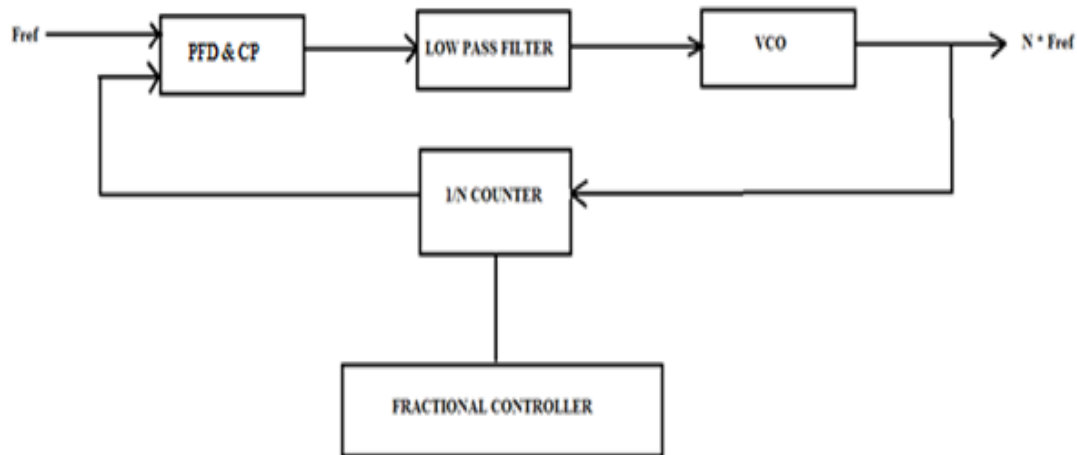 Fref
PFD & CP
LOW PASS FILTER
VCO
N * Fref
1/N COUNTER
FRACTIONAL CONTROLLER